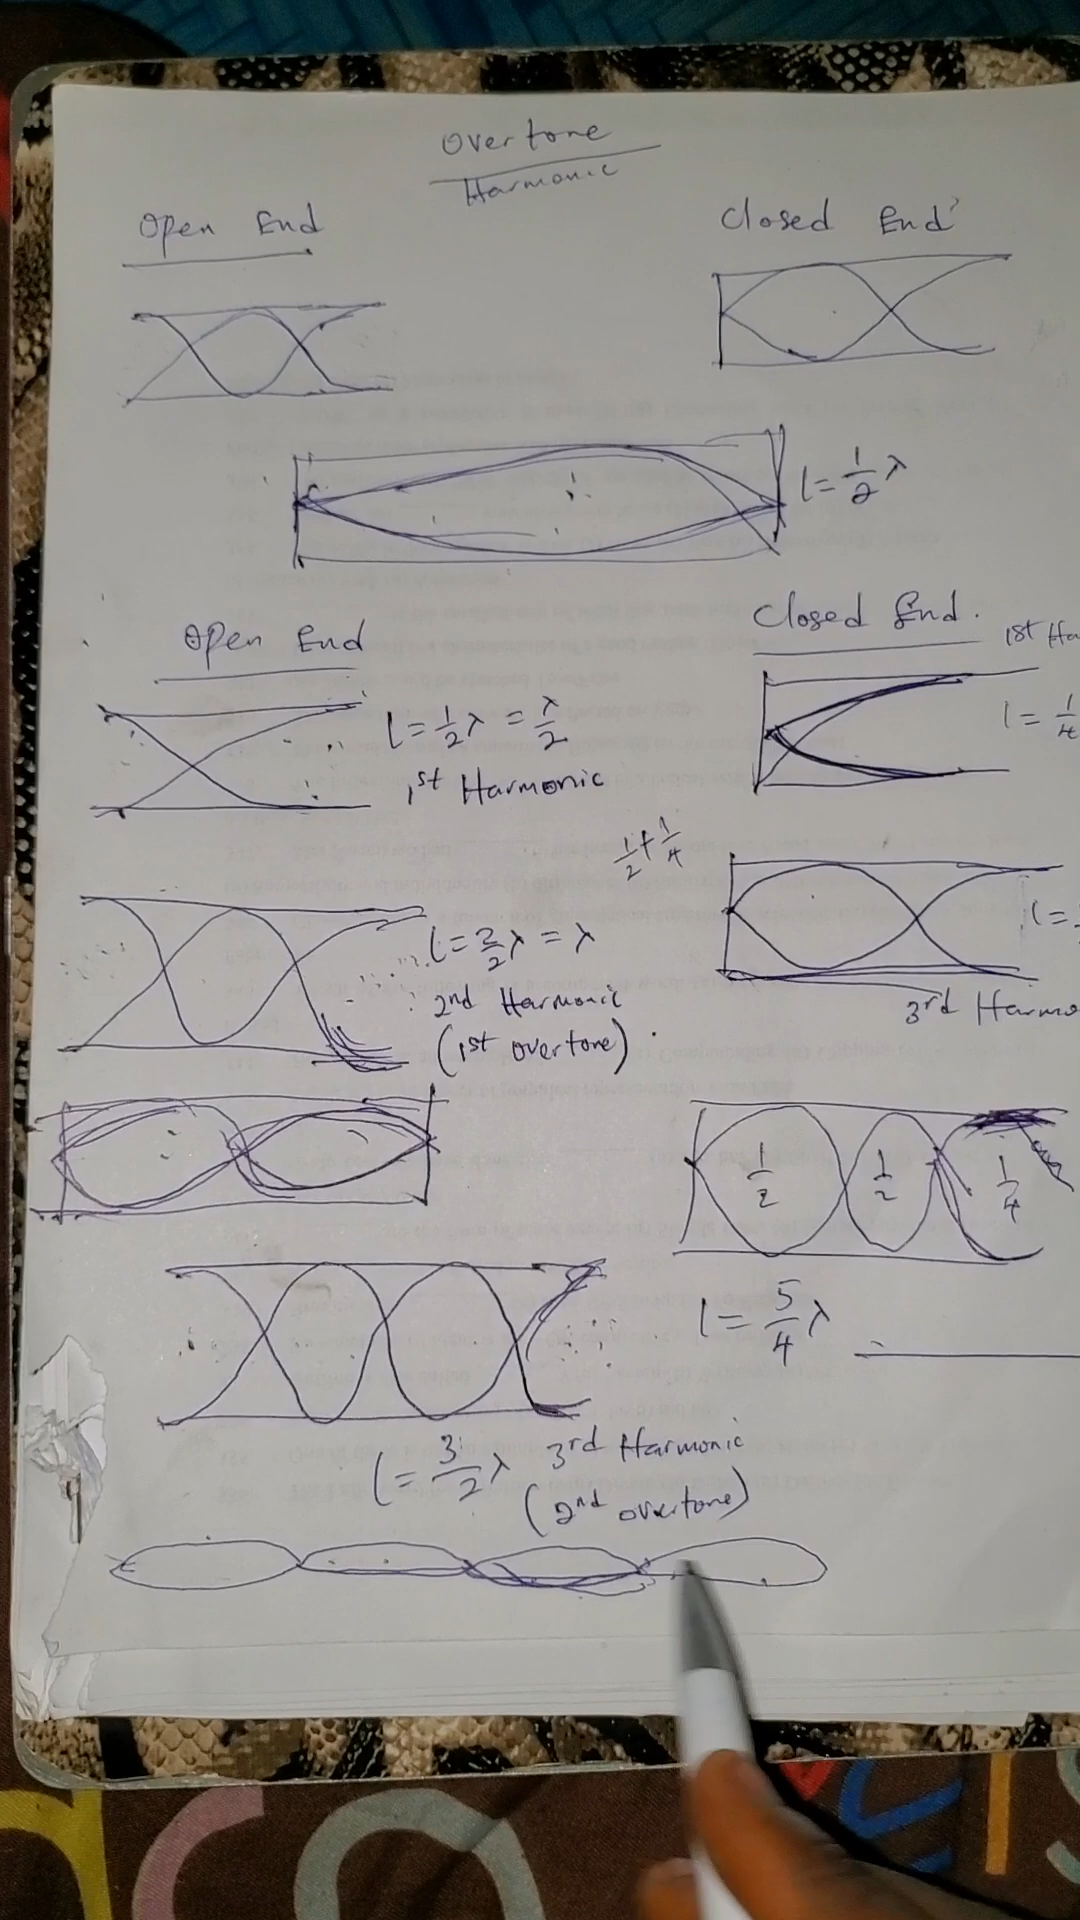 Overtone
Harmonic
Open End
Closed End
l = 1/2 λ
Open End
Closed End.
1st Ha
l = 1/2 λ = λ/2
1st Harmonic
l = 1/4
1/2 + 1/4
l = 2/2 λ = λ
2nd Harmonic
(1st overtone)
l =
3rd Harmo
1/2 1/2 1/4
l = 5/4 λ
l = 3/2 λ 3rd Harmonic
(2nd overtone)